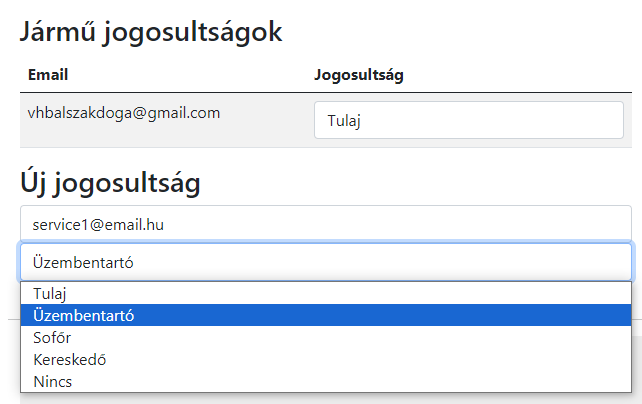 Jármű jogosultságok
Email Jogosultság
vhbalszakdoga@gmail.com Tulaj
Új jogosultság
service1@email.hu
Üzembentartó
Tulaj
Üzembentartó
Sofőr
Kereskedő
Nincs